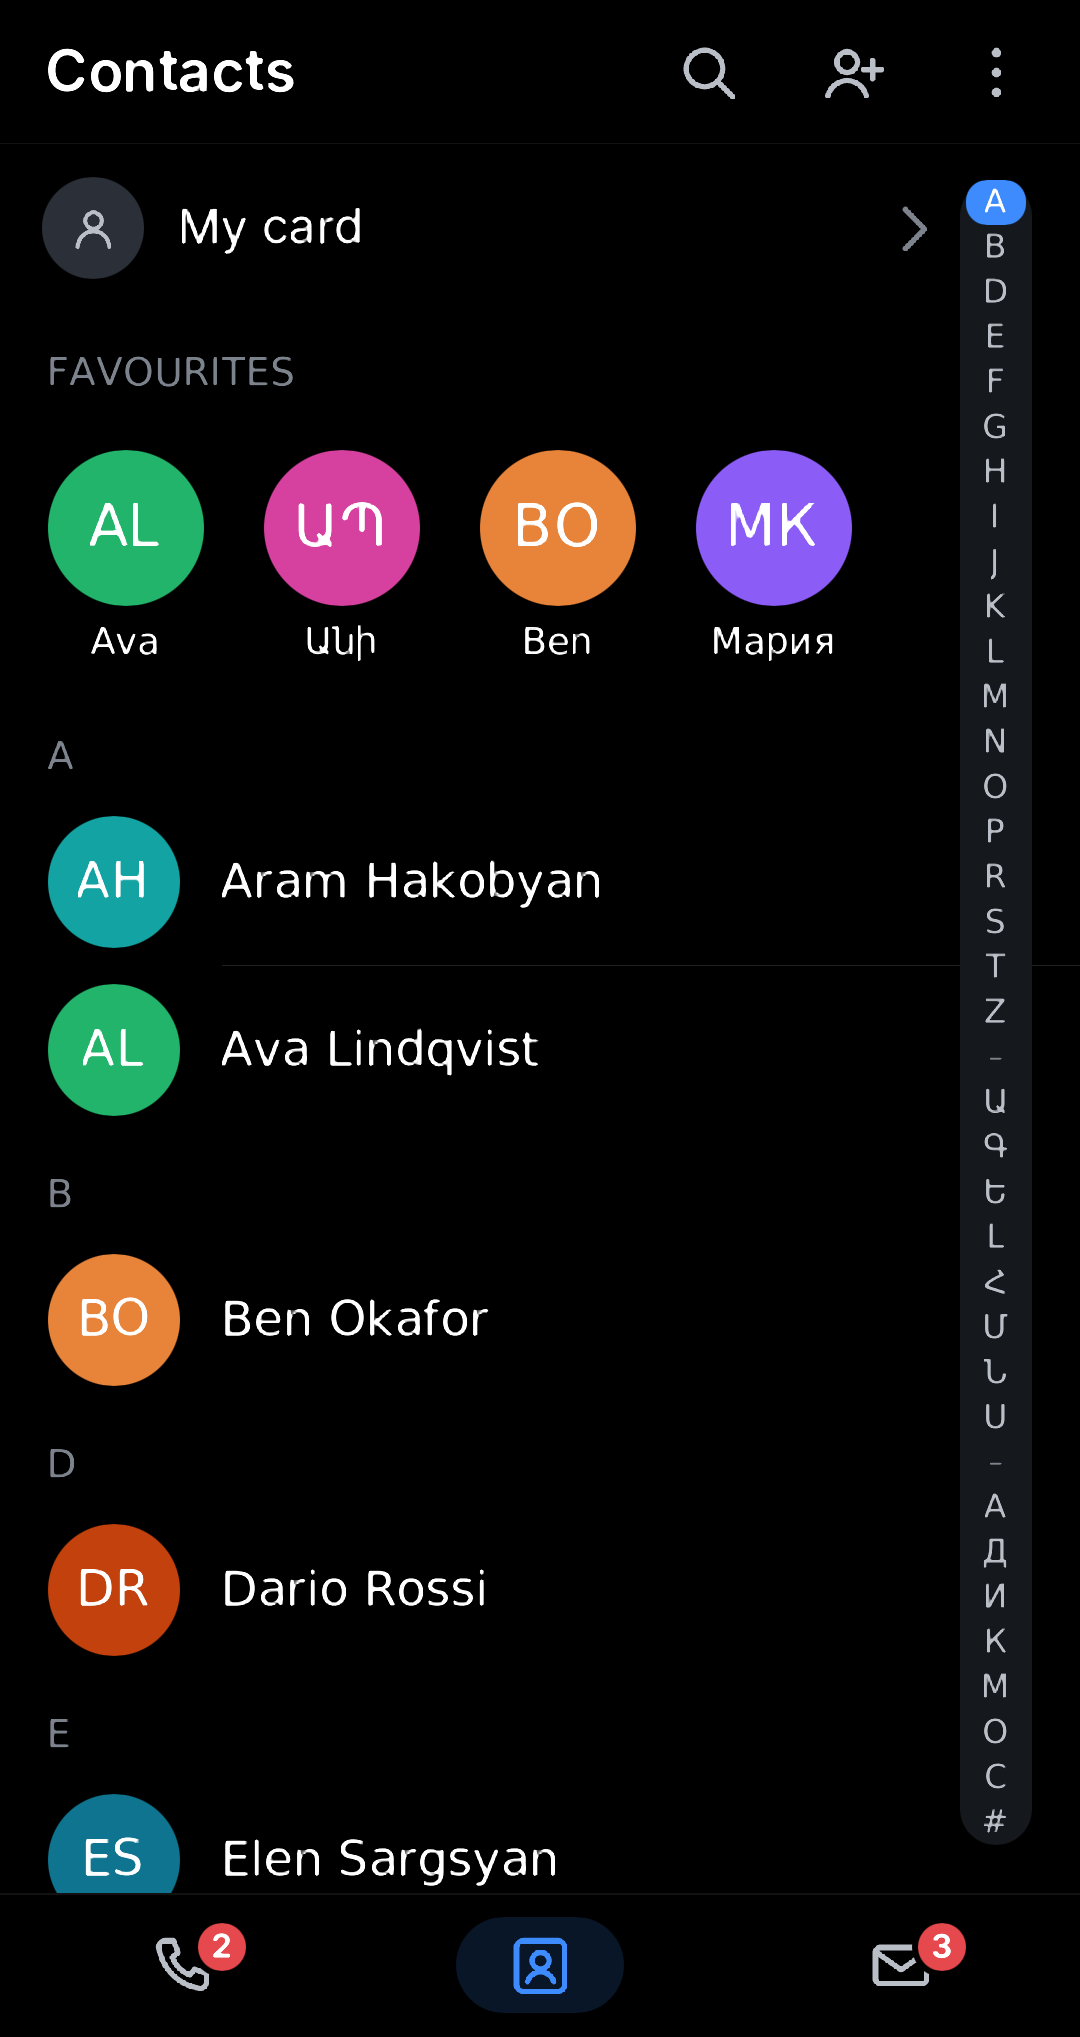 Contacts
My card
FAVOURITES
AL ԱՊ BO МК
Ava Անի Ben Мария
A
AH Aram Hakobyan
AL Ava Lindqvist
B
BO Ben Okafor
D
DR Dario Rossi
E
ES Elen Sargsyan
A
B
D
E
F
G
H
I
J
K
L
M
N
O
P
R
S
T
Z
–
Ա
Գ
Ե
Լ
Հ
Մ
Ն
Ս
–
А
Д
И
К
М
О
С
#
2
3